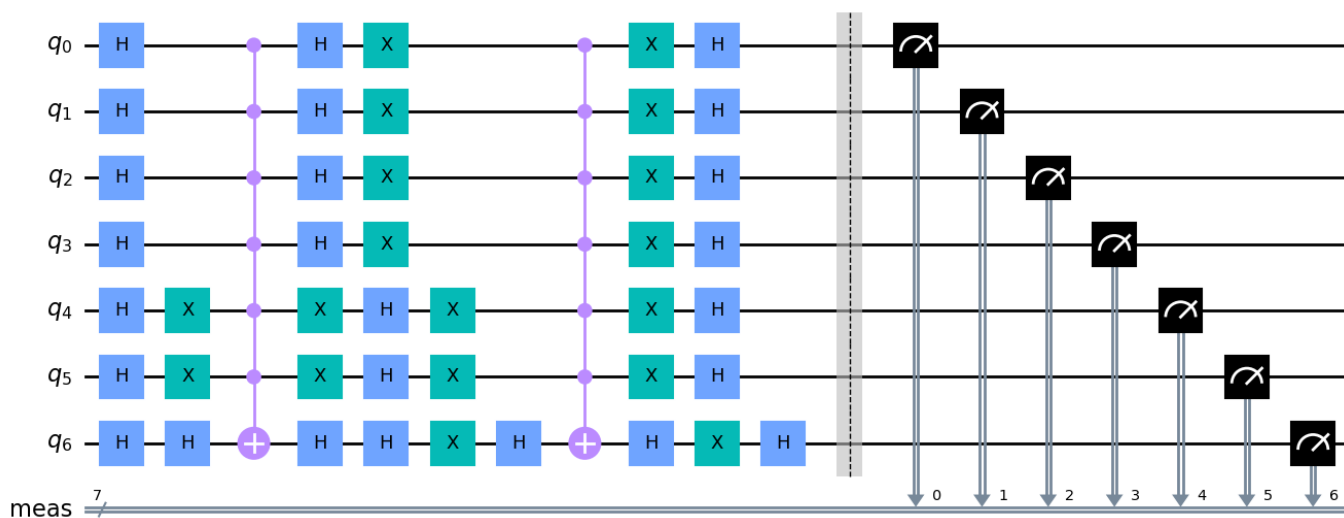 q0 H H X X H
q1 H H X X H
q2 H H X X H
q3 H H X X H
q4 H X X H X X H
q5 H X X H X X H
q6 H H H H X H H X H
7 0 1 2 3 4 5 6
meas